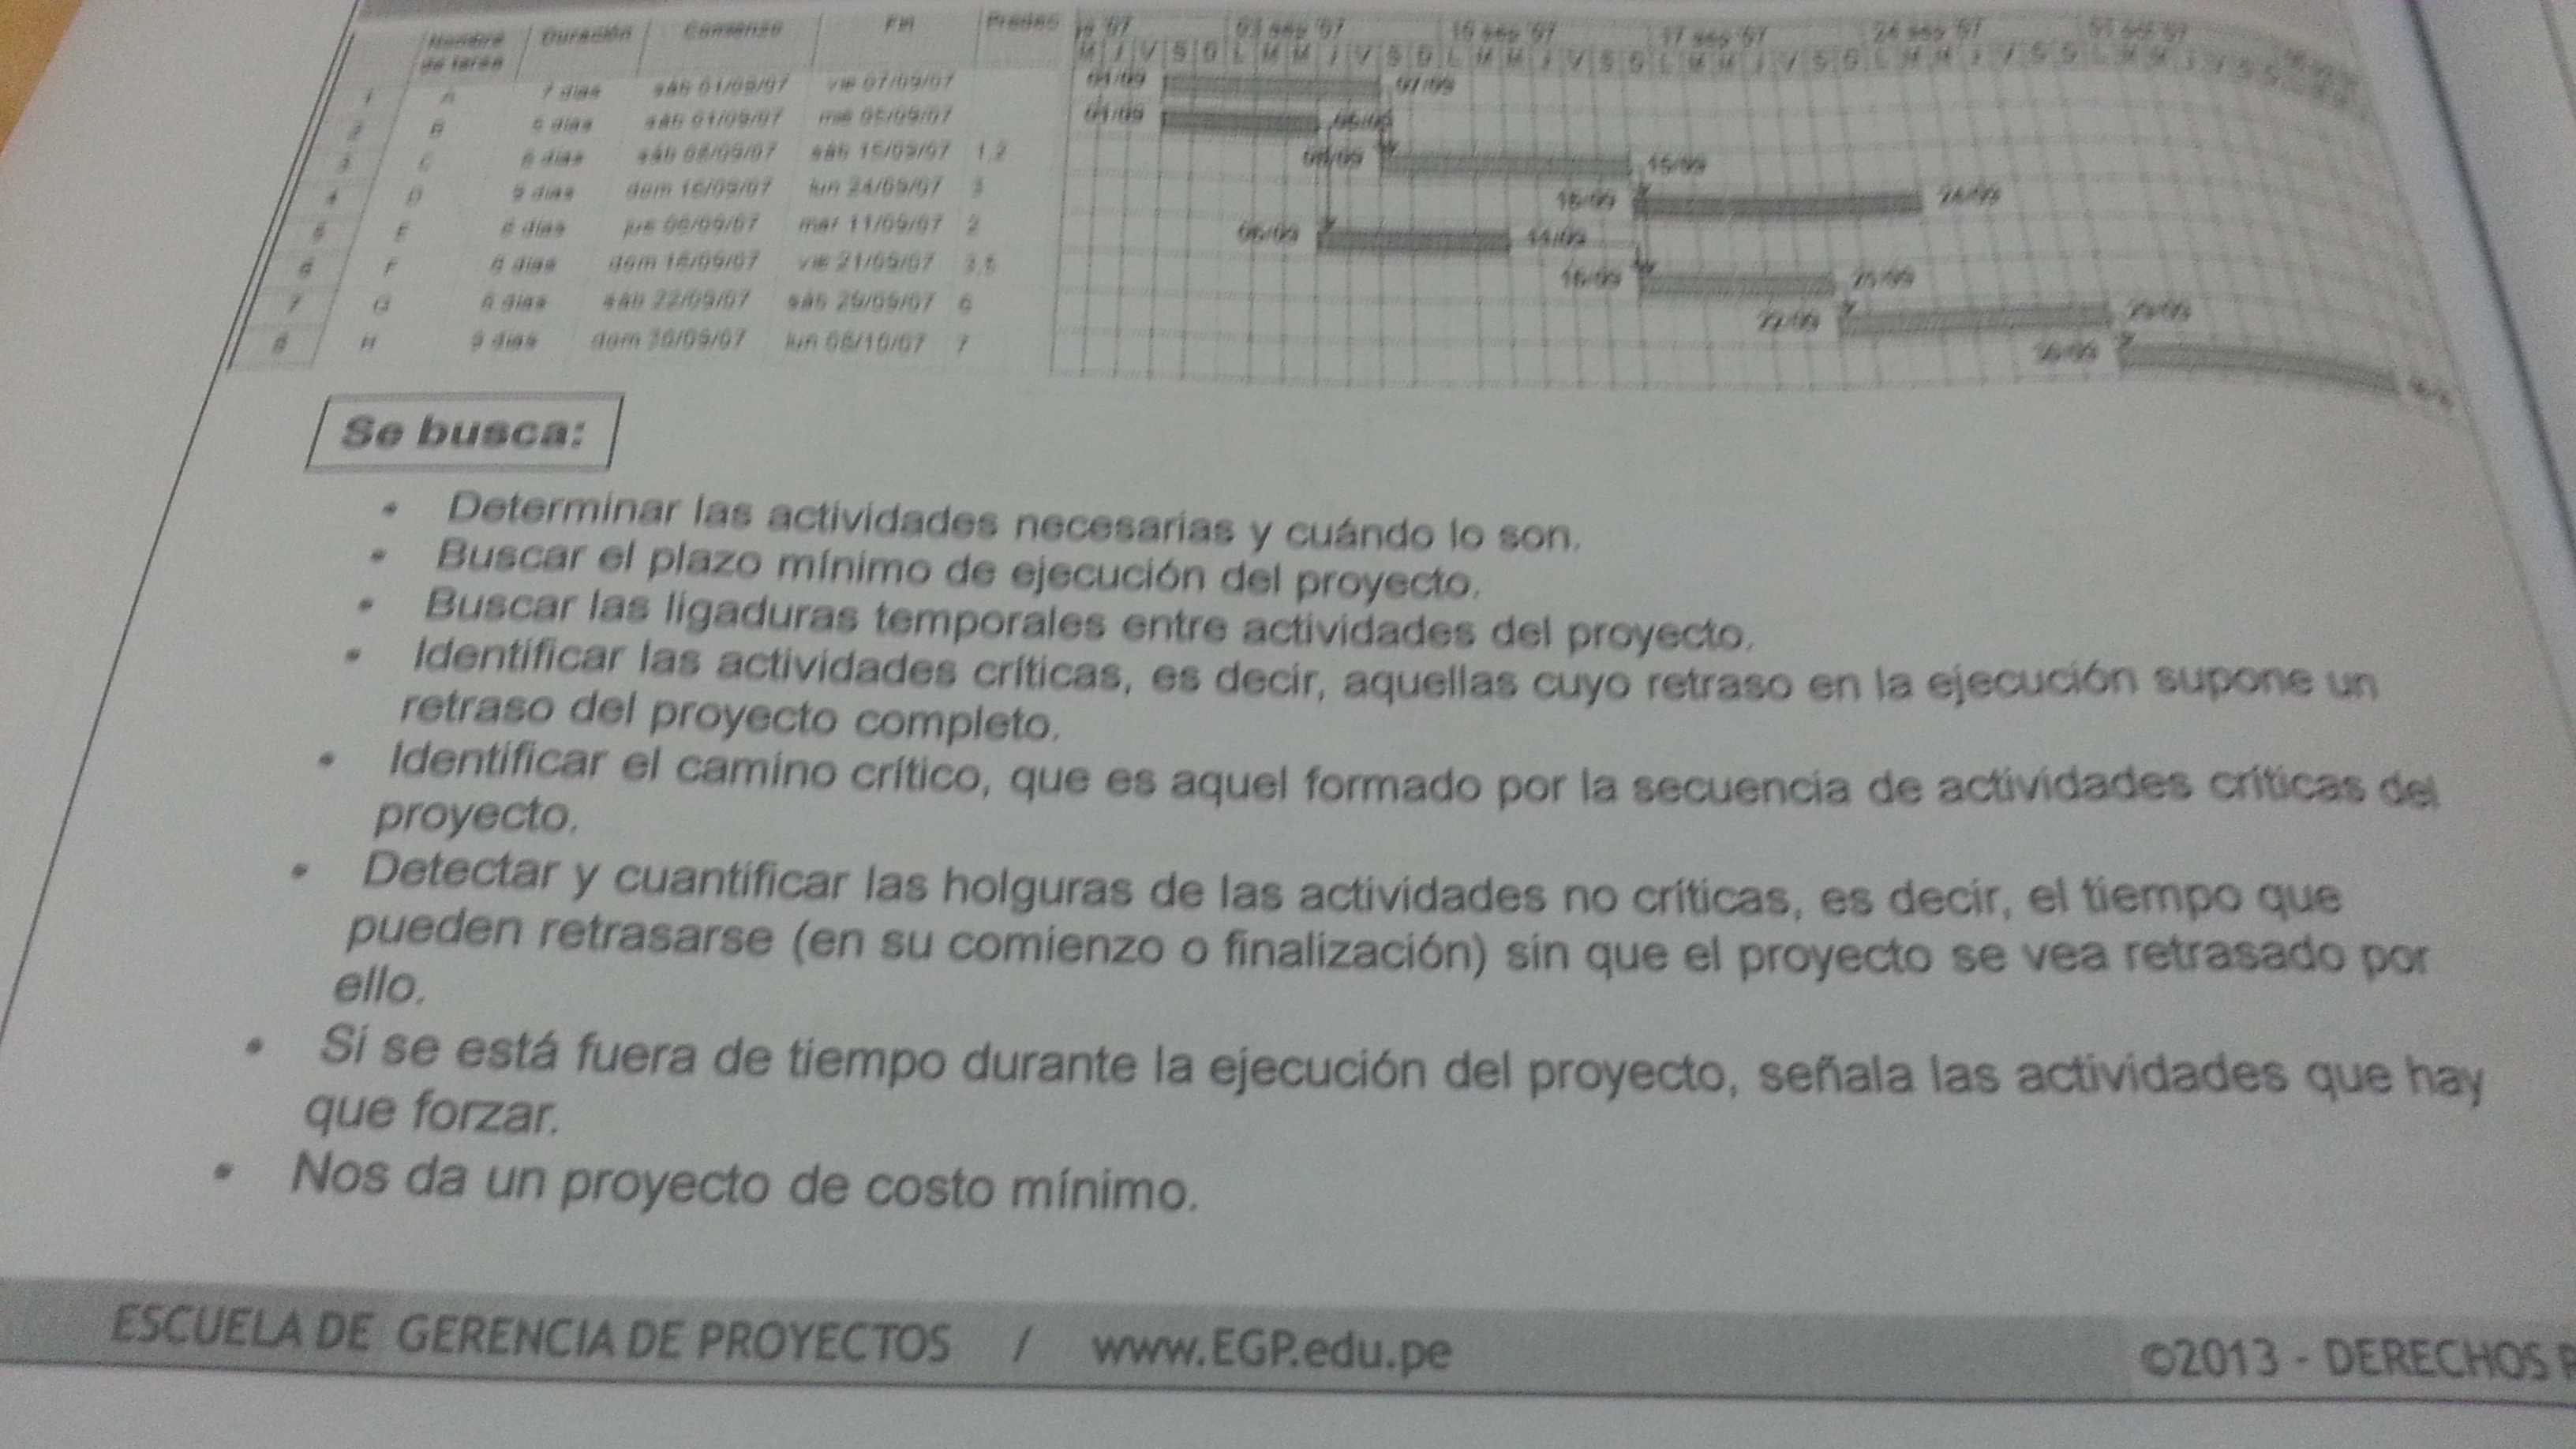 Nombre de tarea Duración Comienzo Fin Predec
03 sep '07 10 sep '07 17 sep '07 24 sep '07
1 A 7 días sáb 01/09/07 vie 07/09/07 01/09 07/09
2 B 5 días sáb 01/09/07 mié 05/09/07 01/09 05/09
3 C 8 días sáb 08/09/07 sáb 15/09/07 1,2 08/09 15/09
4 D 9 días dom 16/09/07 lun 24/09/07 3 16/09 24/09
5 E 6 días jue 06/09/07 mar 11/09/07 2 06/09 11/09
6 F 6 días dom 16/09/07 vie 21/09/07 3,5 16/09 21/09
7 G 8 días sáb 22/09/07 sáb 29/09/07 6 22/09 29/09
8 H 9 días dom 30/09/07 lun 08/10/07 7 30/09
Se busca:
• Determinar las actividades necesarias y cuándo lo son.
• Buscar el plazo mínimo de ejecución del proyecto.
• Buscar las ligaduras temporales entre actividades del proyecto.
• Identificar las actividades críticas, es decir, aquellas cuyo retraso en la ejecución supone un
retraso del proyecto completo.
• Identificar el camino crítico, que es aquel formado por la secuencia de actividades críticas del
proyecto.
• Detectar y cuantificar las holguras de las actividades no críticas, es decir, el tiempo que
pueden retrasarse (en su comienzo o finalización) sin que el proyecto se vea retrasado por
ello.
• Si se está fuera de tiempo durante la ejecución del proyecto, señala las actividades que hay
que forzar.
• Nos da un proyecto de costo mínimo.
ESCUELA DE GERENCIA DE PROYECTOS / www.EGP.edu.pe ©2013 - DERECHOS